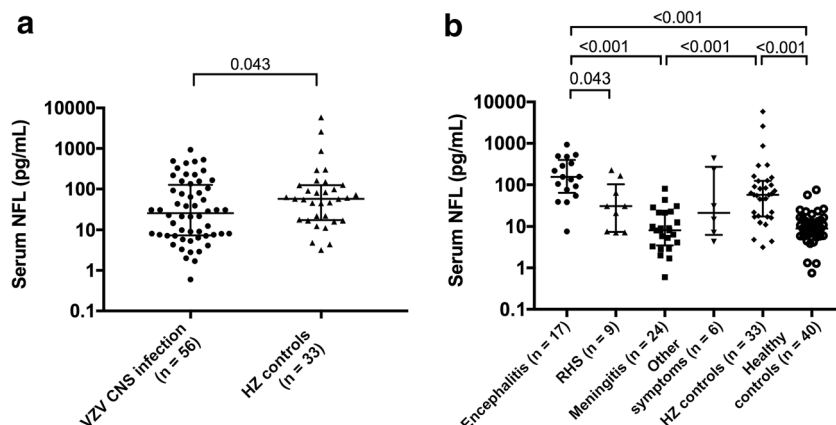 a
0.043
Serum NFL (pg/mL)
10000
1000
100
10
1
0.1
VZV CNS infection
(n = 56)
HZ controls
(n = 33)
b
<0.001
<0.001
<0.001
<0.001
0.043
Serum NFL (pg/mL)
10000
1000
100
10
1
0.1
Encephalitis (n = 17)
RHS (n = 9)
Meningitis (n = 24)
Other
symptoms (n = 6)
HZ controls (n = 33)
Healthy
controls (n = 40)